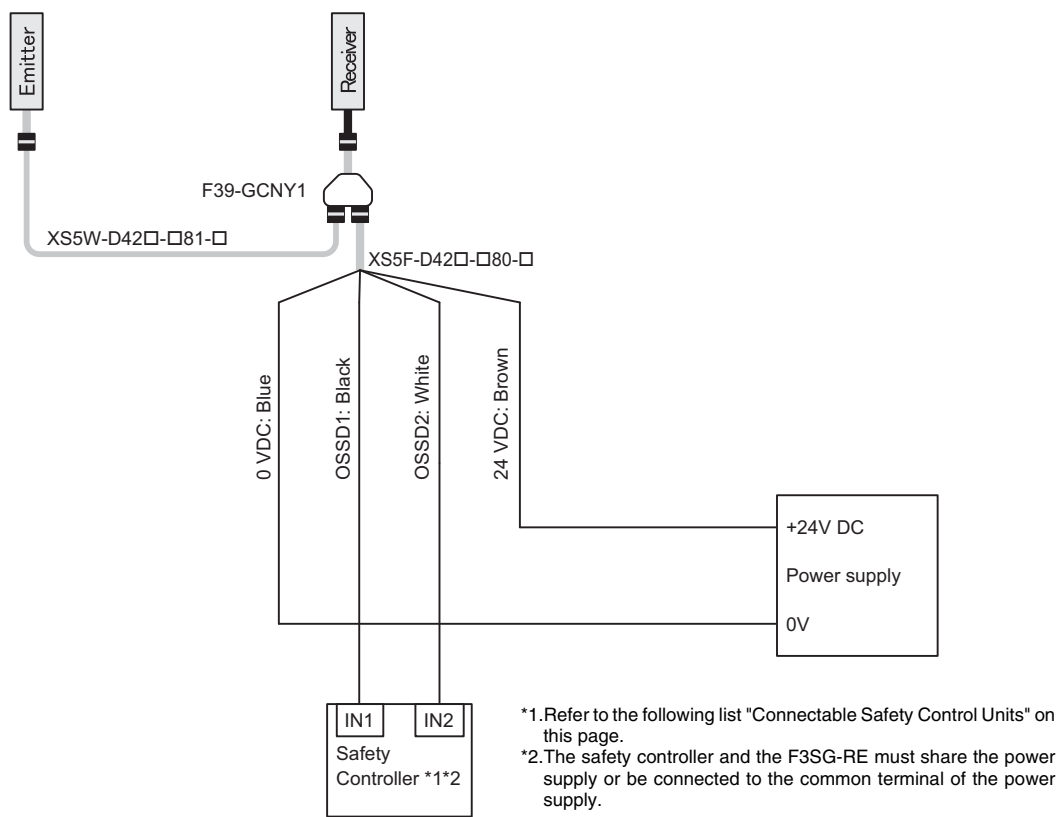 Emitter
Receiver
F39-GCNY1
XS5W-D42□-□81-□
XS5F-D42□-□80-□
0 VDC: Blue
OSSD1: Black
OSSD2: White
24 VDC: Brown
+24V DC
Power supply
0V
IN1
IN2
Safety
Controller *1*2
*1.Refer to the following list "Connectable Safety Control Units" on
this page.
*2.The safety controller and the F3SG-RE must share the power
supply or be connected to the common terminal of the power
supply.